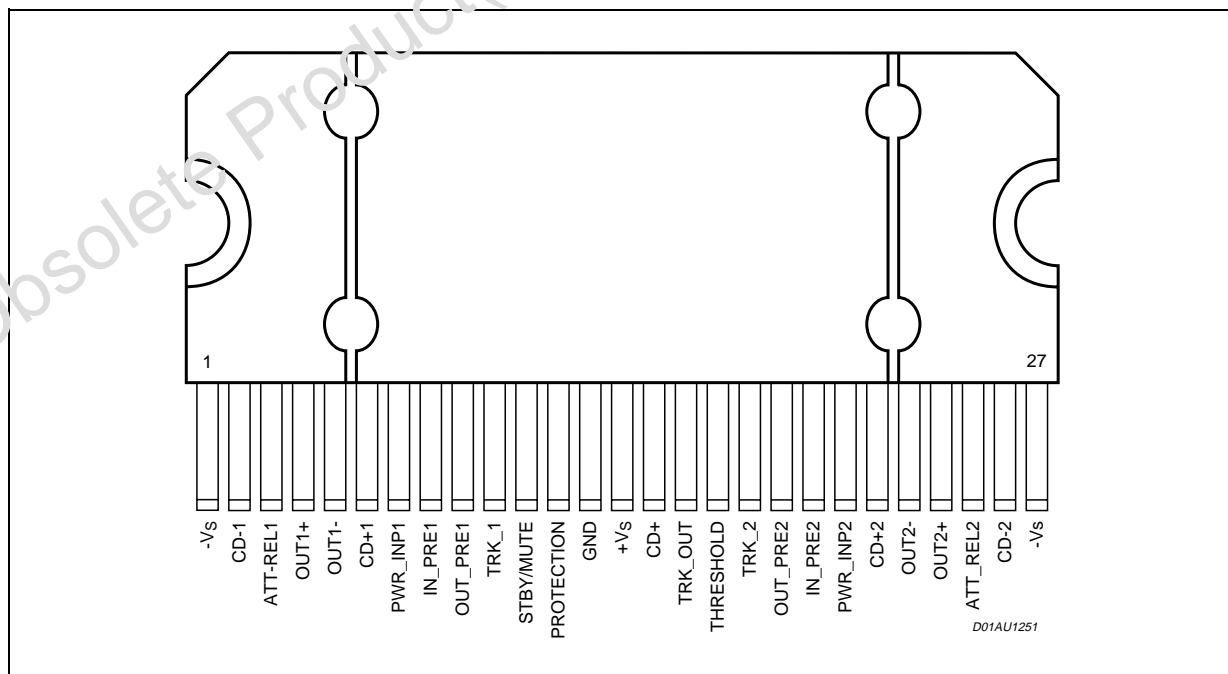 Obsolete Product(
1
27
-Vs
CD-1
ATT-REL1
OUT1+
OUT1-
CD+1
PWR_INP1
IN_PRE1
OUT_PRE1
TRK_1
STBY/MUTE
PROTECTION
GND
+Vs
CD+
TRK_OUT
THRESHOLD
TRK_2
OUT_PRE2
IN_PRE2
PWR_INP2
CD+2
OUT2-
OUT2+
ATT_REL2
CD-2
-Vs
D01AU1251